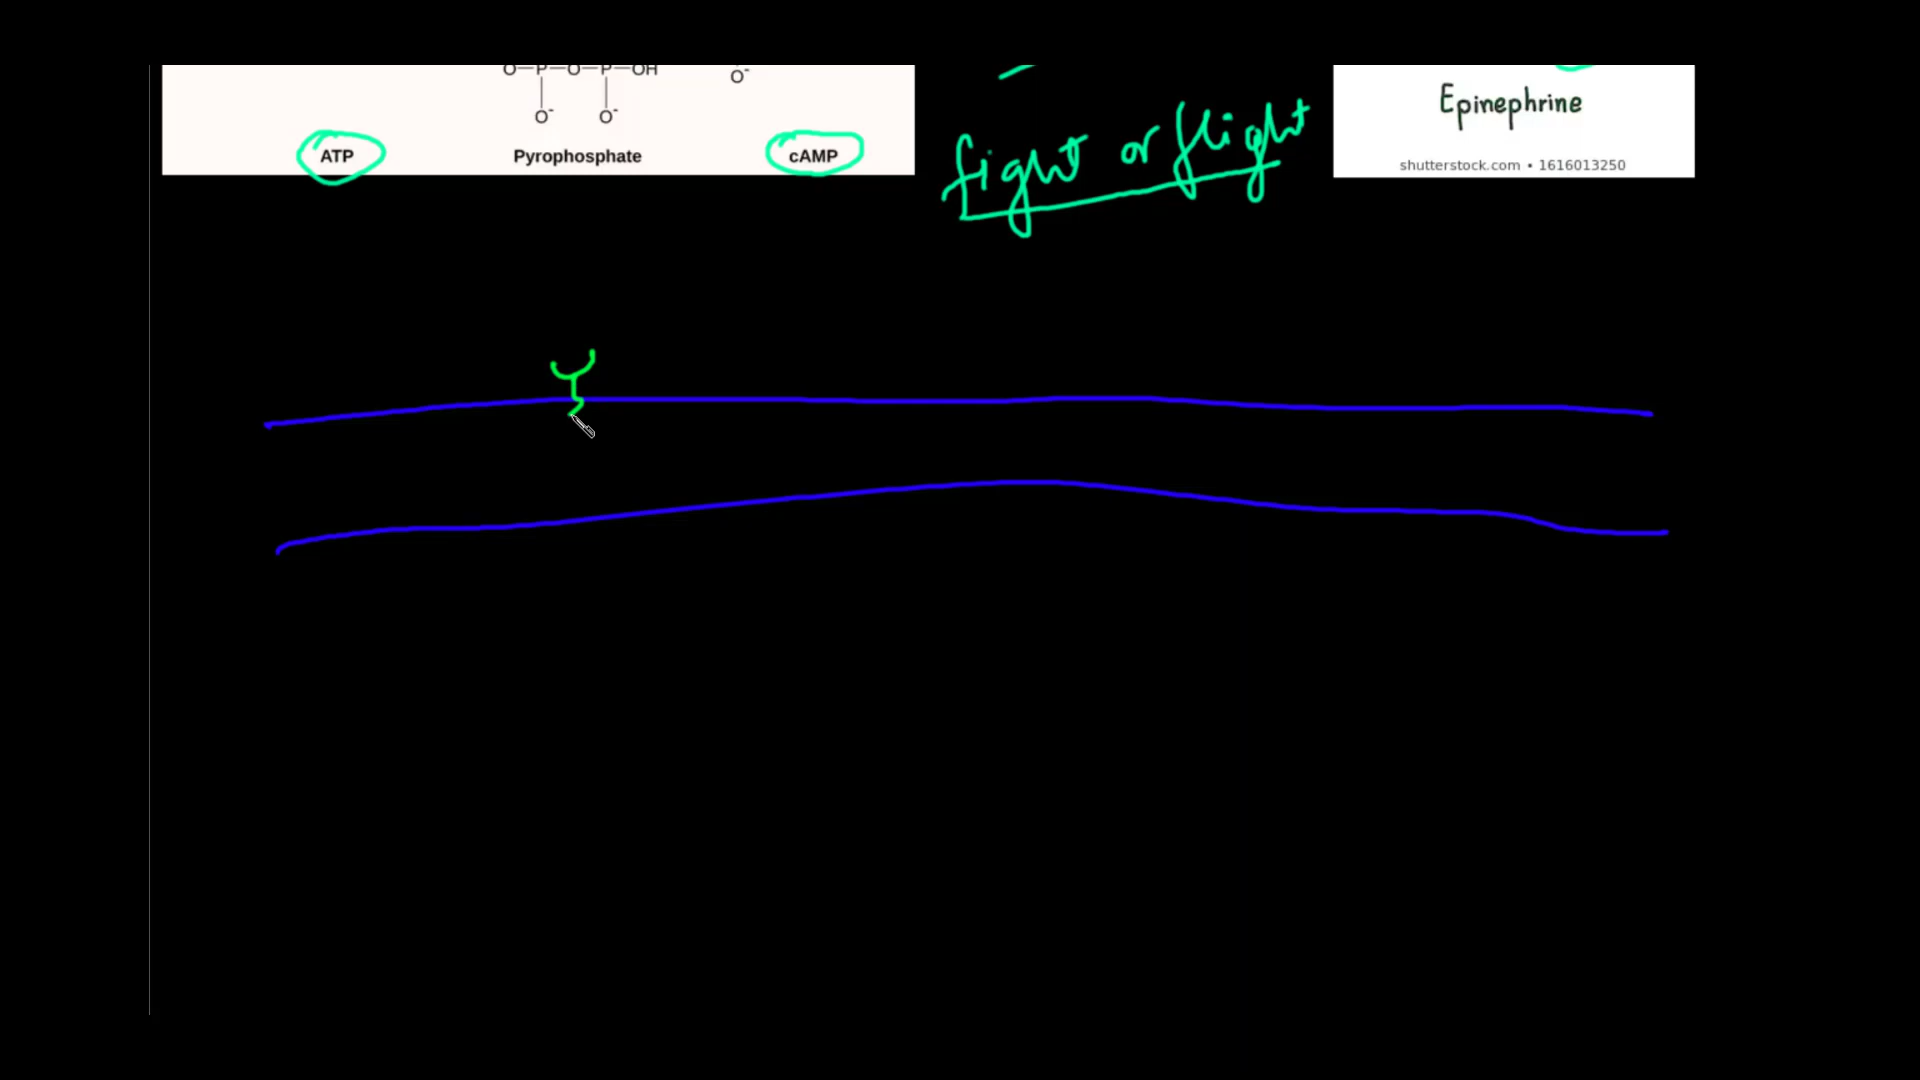 O—P—O—P—OH
O⁻
O⁻ O⁻
ATP Pyrophosphate cAMP
fight or flight
Epinephrine
shutterstock.com • 1616013250